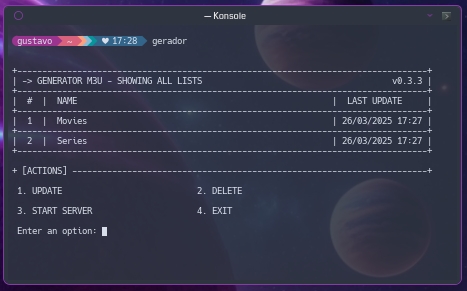 — Konsole
gustavo ~ ♥ 17:28 gerador
+-----------------------------------------------------------------------------------+
| -> GENERATOR M3U - SHOWING ALL LISTS v0.3.3 |
+-----------------------------------------------------------------------------------+
| # | NAME | LAST UPDATE |
+-----------------------------------------------------------------------------------+
| 1 | Movies | 26/03/2025 17:27 |
+-----------------------------------------------------------------------------------+
| 2 | Series | 26/03/2025 17:27 |
+-----------------------------------------------------------------------------------+
+ [ACTIONS] -----------------------------------------------------------------------+
1. UPDATE 2. DELETE
3. START SERVER 4. EXIT
Enter an option: